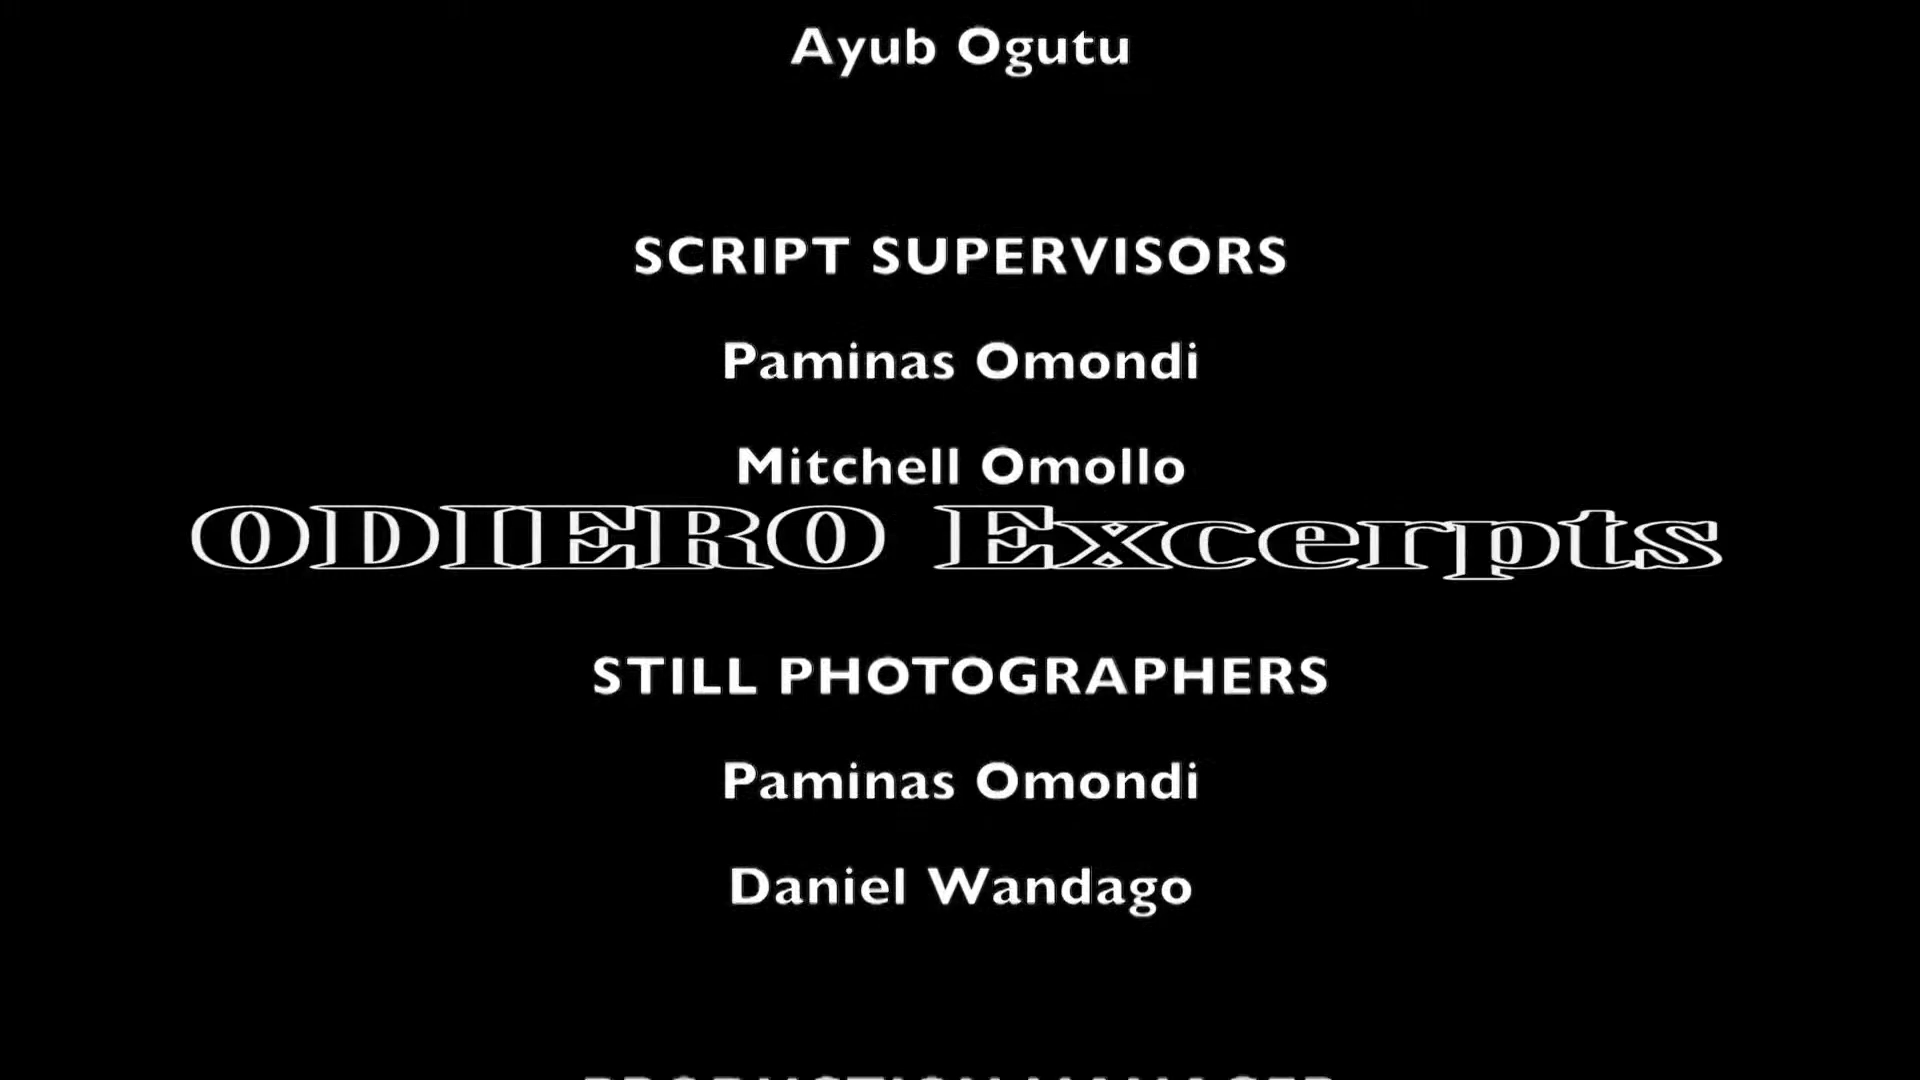 Ayub Ogutu
SCRIPT SUPERVISORS
Paminas Omondi
Mitchell Omollo
ODIERO Excerpts
STILL PHOTOGRAPHERS
Paminas Omondi
Daniel Wandago